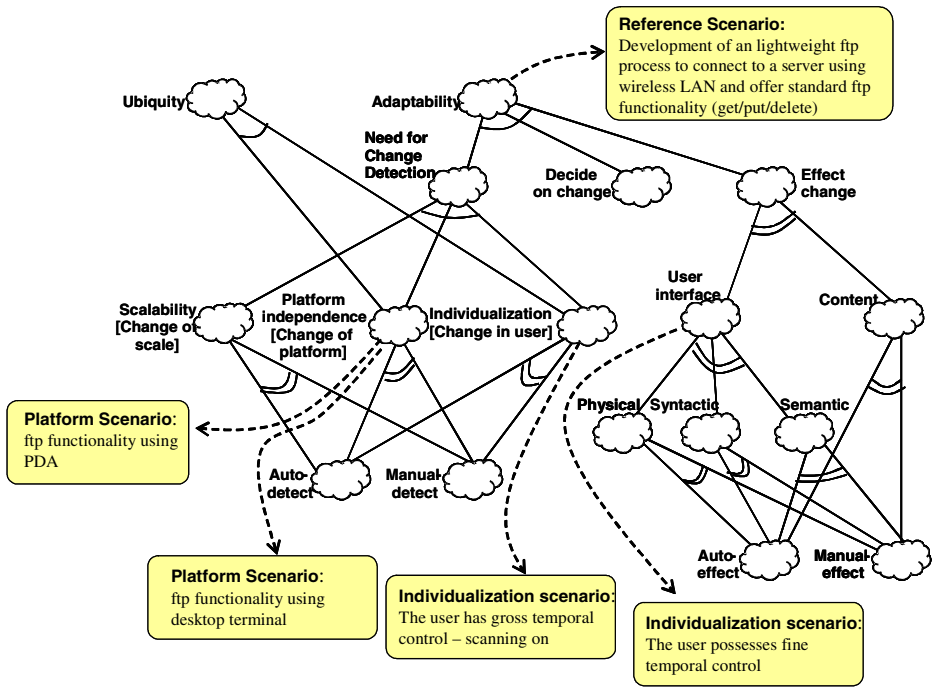 Reference Scenario:
Development of an lightweight ftp
process to connect to a server using
wireless LAN and offer standard ftp
functionality (get/put/delete)
Ubiquity
Adaptability
Need for
Change
Detection
Decide
on change
Effect
change
Scalability
[Change of
scale]
Platform
independence
[Change of
platform]
Individualization
[Change in user]
User
interface
Content
Physical
Syntactic
Semantic
Platform Scenario:
ftp functionality using
PDA
Auto-
detect
Manual-
detect
Auto-
effect
Manual-
effect
Platform Scenario:
ftp functionality using
desktop terminal
Individualization scenario:
The user has gross temporal
control – scanning on
Individualization scenario:
The user possesses fine
temporal control